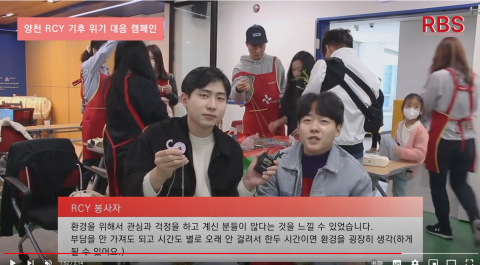 양천 RCY 기후 위기 대응 캠페인
RBS
RCY 봉사자
환경을 위해서 관심과 걱정을 하고 계신 분들이 많다는 것을 느낄 수 있었습니다.
부담을 안 가져도 되고 시간도 별로 오래 안 걸려서 한두 시간이면 환경을 굉장히 생각(하게
될 수 있어요.)